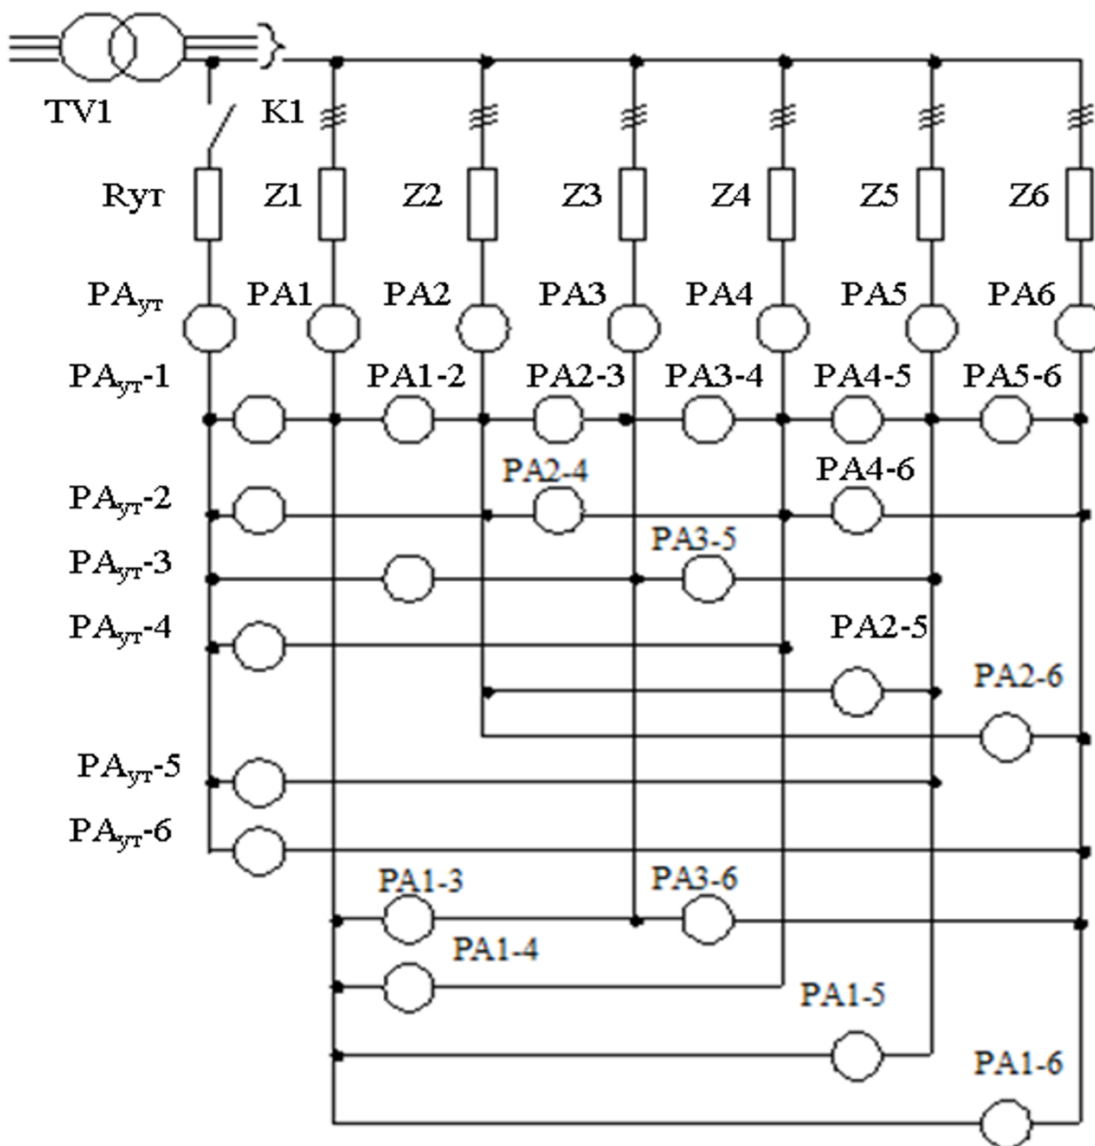 TV1 K1
Rут Z1 Z2 Z3 Z4 Z5 Z6
PAут PA1 PA2 PA3 PA4 PA5 PA6
PAут-1 PA1-2 PA2-3 PA3-4 PA4-5 PA5-6
PAут-2 PA2-4 PA4-6
PAут-3 PA3-5
PAут-4 PA2-5
PA2-6
PAут-5
PAут-6
PA1-3 PA3-6
PA1-4
PA1-5
PA1-6